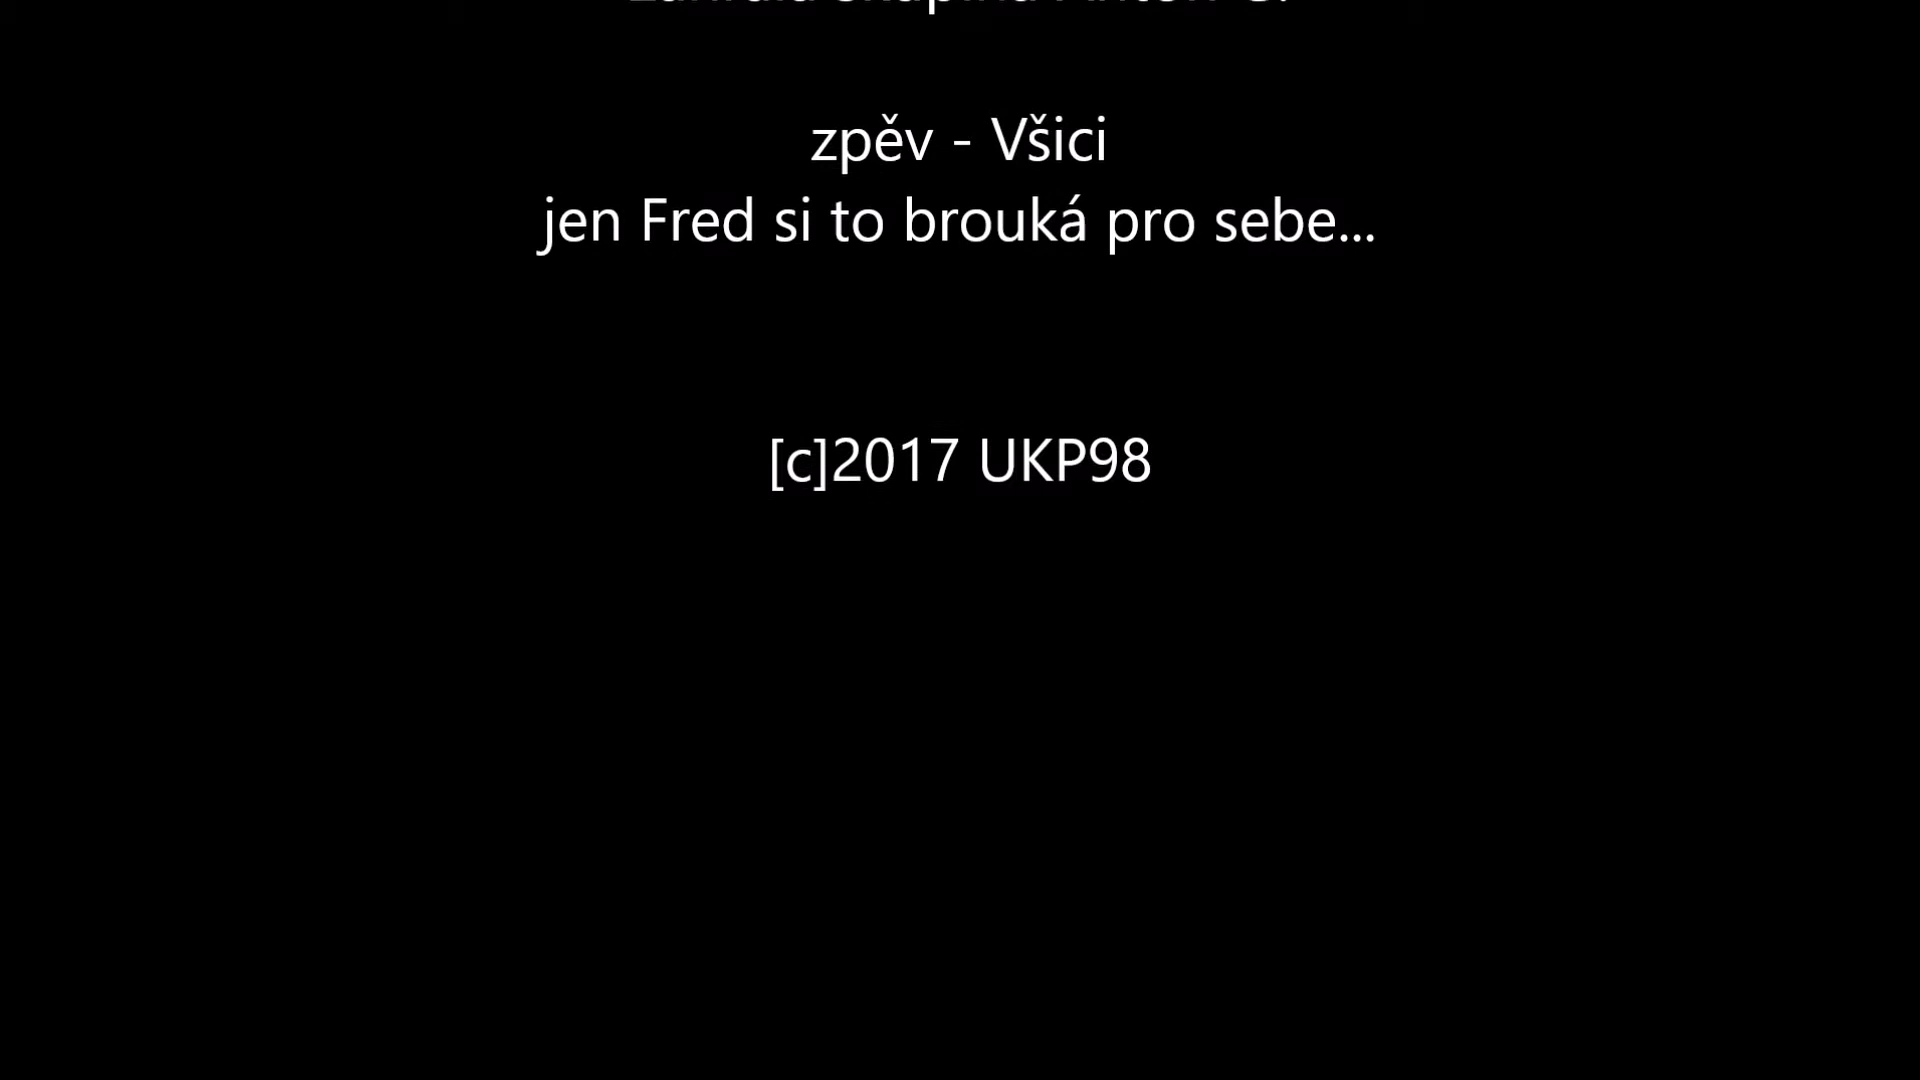 zpěv - Všici
jen Fred si to brouká pro sebe...
[c]2017 UKP98